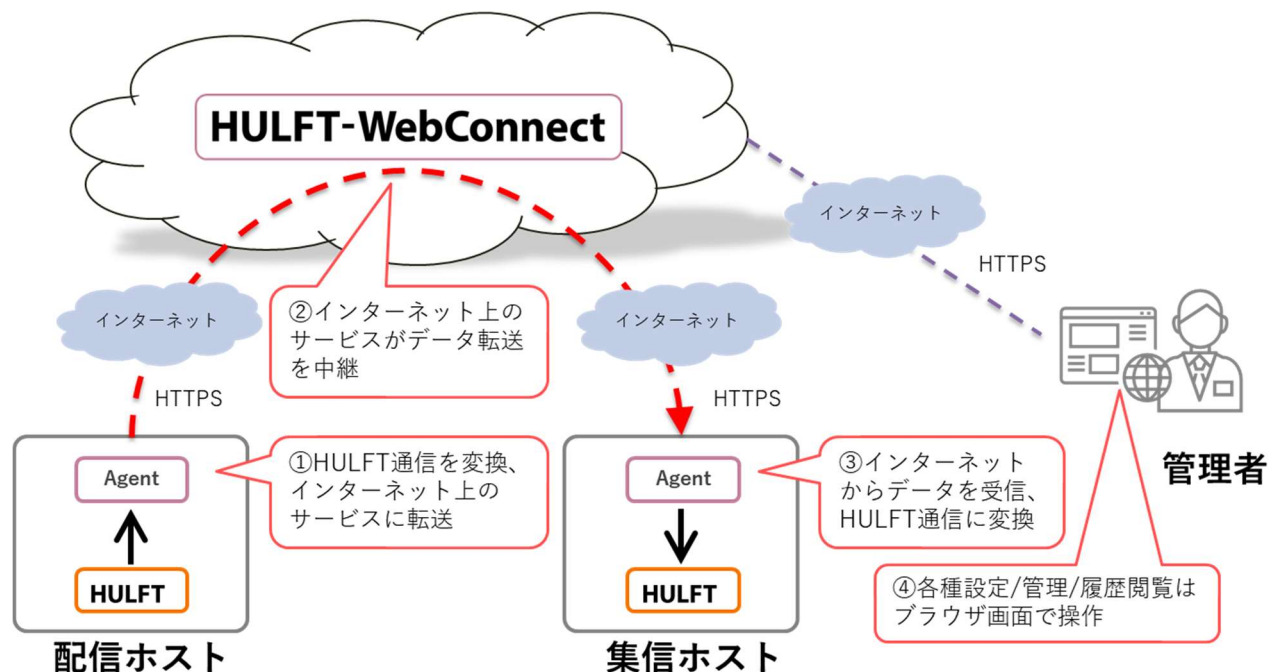 HULFT-WebConnect
インターネット
HTTPS
インターネット
HTTPS
②インターネット上の
サービスがデータ転送
を中継
インターネット
HTTPS
Agent
HULFT
配信ホスト
①HULFT通信を変換、
インターネット上の
サービスに転送
Agent
HULFT
集信ホスト
③インターネット
からデータを受信、
HULFT通信に変換
管理者
④各種設定/管理/履歴閲覧は
ブラウザ画面で操作